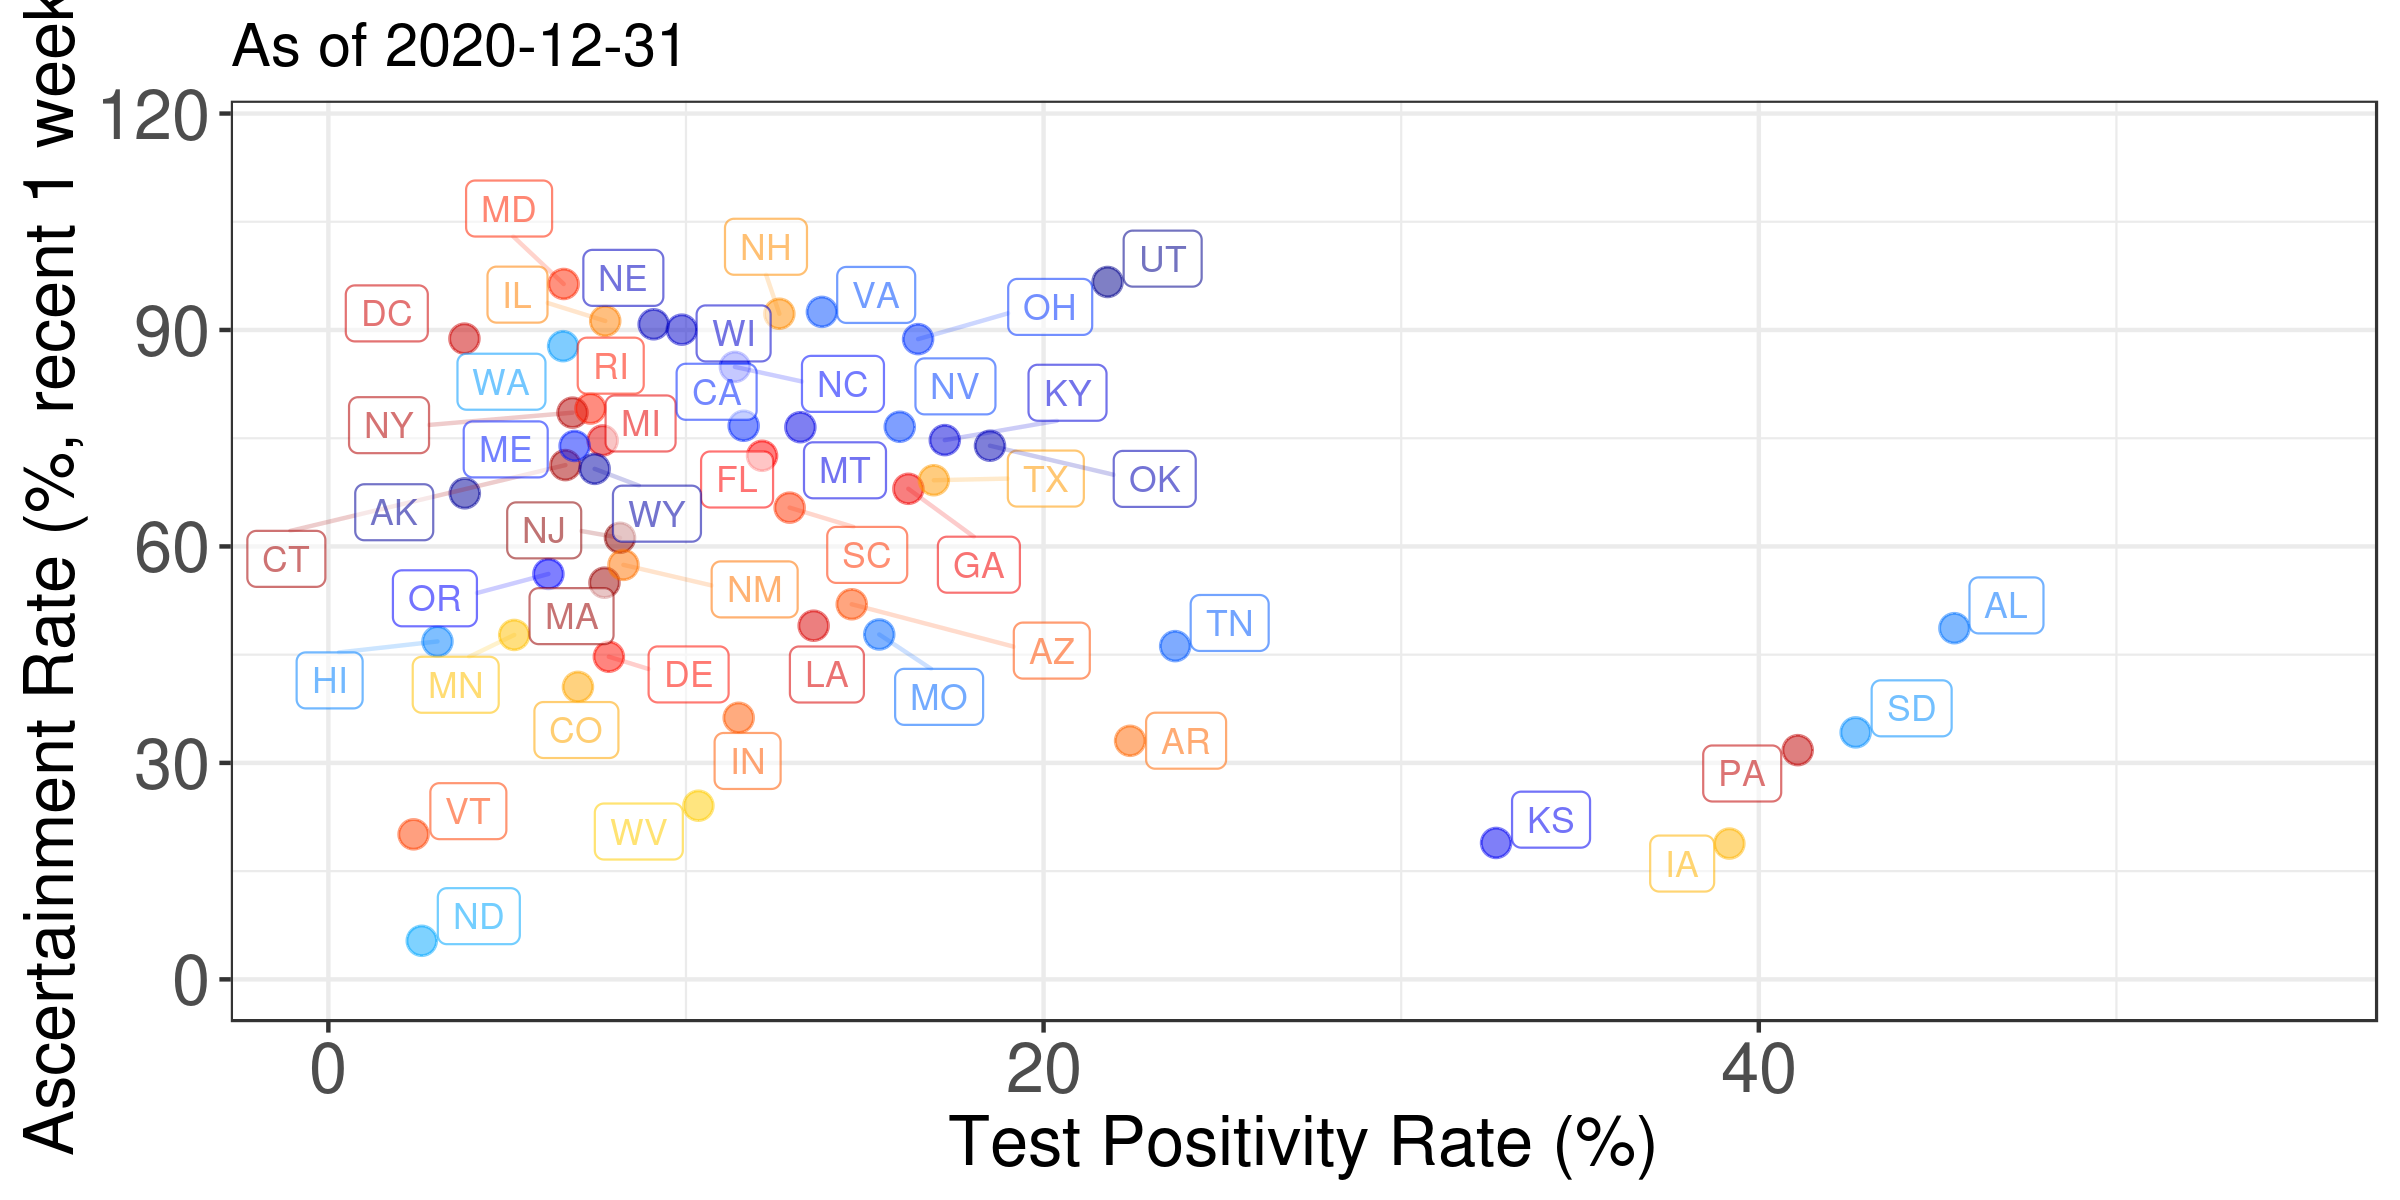 As of 2020-12-31
Ascertainment Rate (%, recent 1 week
120
90
60
30
0
MD
NH
UT
NE
IL
VA
OH
DC
WI
RI
WA
CA
NC
NV
KY
NY
MI
ME
FL
MT
TX
OK
AK
WY
NJ
CT
SC
GA
OR
NM
MA
AL
TN
AZ
HI
MN
DE
LA
MO
SD
CO
IN
AR
PA
VT
WV
KS
IA
ND
0
20
40
Test Positivity Rate (%)